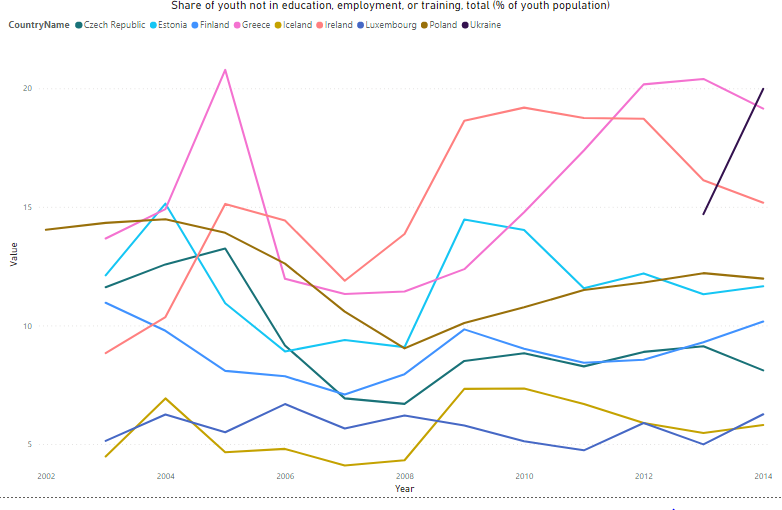 Share of youth not in education, employment, or training, total (% of youth population)
CountryName Czech Republic Estonia Finland Greece Iceland Ireland Luxembourg Poland Ukraine
20
15
10
5
Value
2002 2004 2006 2008 2010 2012 2014
Year